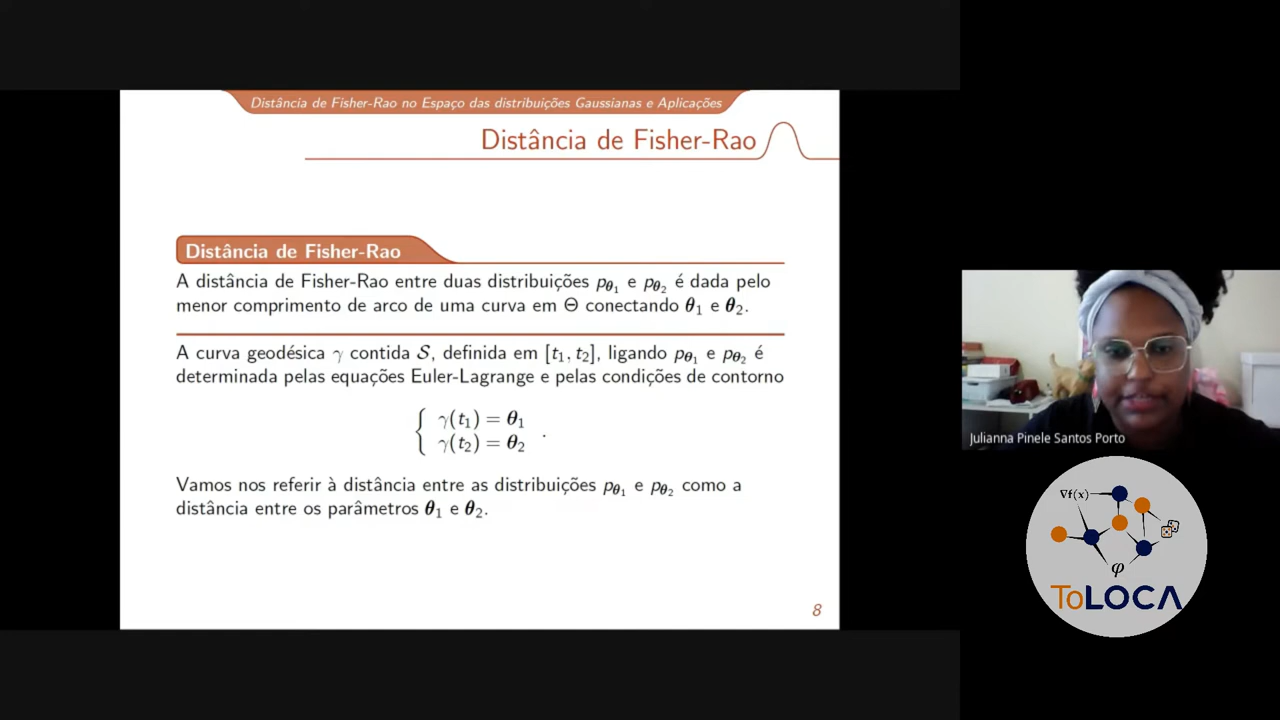 Distância de Fisher-Rao no Espaço das distribuições Gaussianas e Aplicações
Distância de Fisher-Rao
Distância de Fisher-Rao
A distância de Fisher-Rao entre duas distribuições p_θ₁ e p_θ₂ é dada pelo
menor comprimento de arco de uma curva em Θ conectando θ₁ e θ₂.
A curva geodésica γ contida 𝒮, definida em [t₁, t₂], ligando p_θ₁ e p_θ₂ é
determinada pelas equações Euler-Lagrange e pelas condições de contorno
{ γ(t₁) = θ₁
γ(t₂) = θ₂ .
Vamos nos referir à distância entre as distribuições p_θ₁ e p_θ₂ como a
distância entre os parâmetros θ₁ e θ₂.
8
Julianna Pinele Santos Porto
∇f(x)
φ
ToLOCA